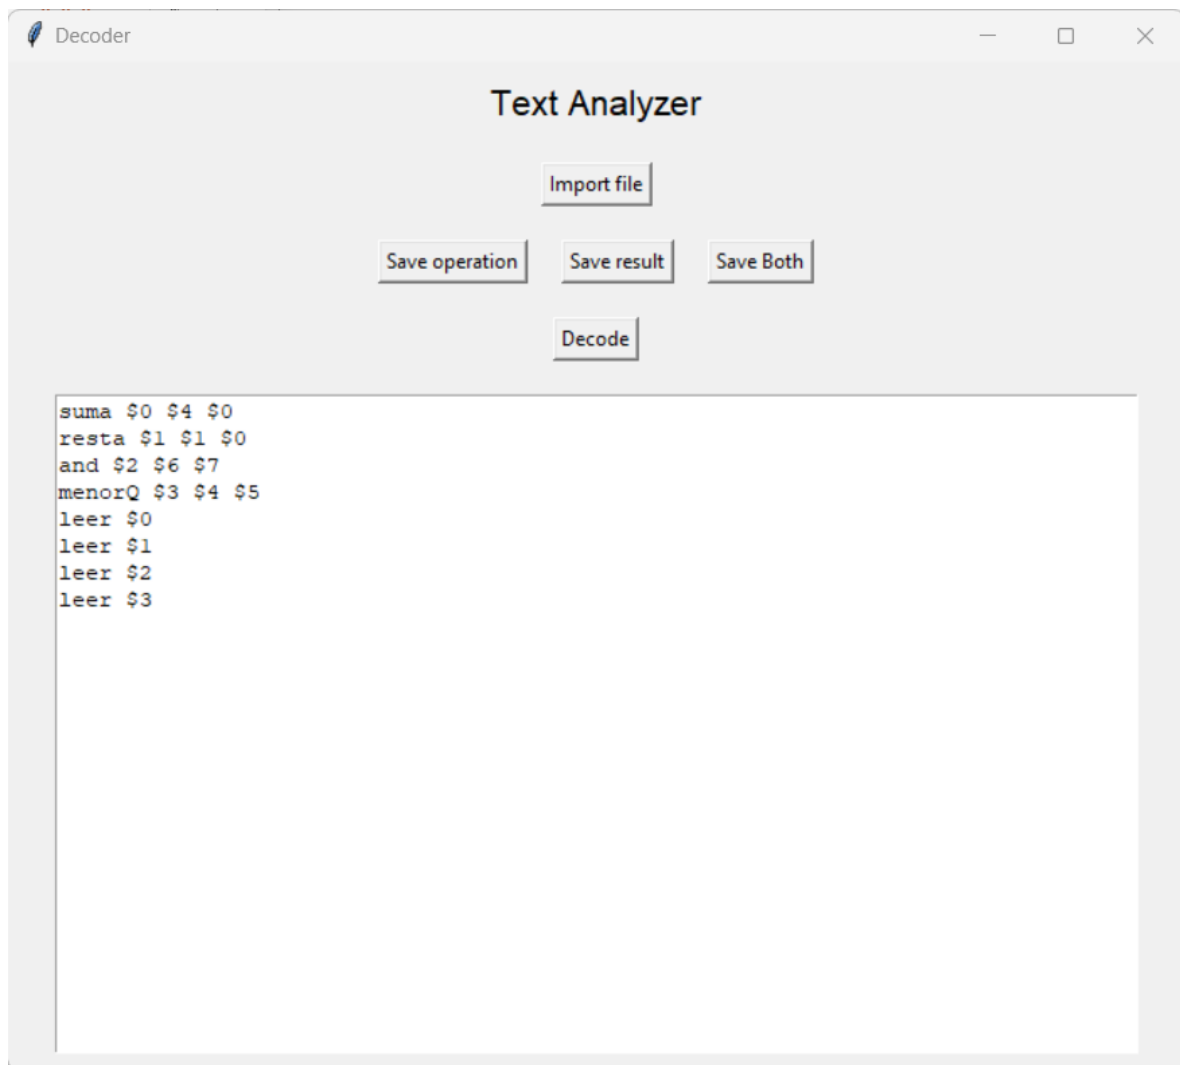 Decoder
Text Analyzer
Import file
Save operation Save result Save Both
Decode
suma $0 $4 $0
resta $1 $1 $0
and $2 $6 $7
menorQ $3 $4 $5
leer $0
leer $1
leer $2
leer $3